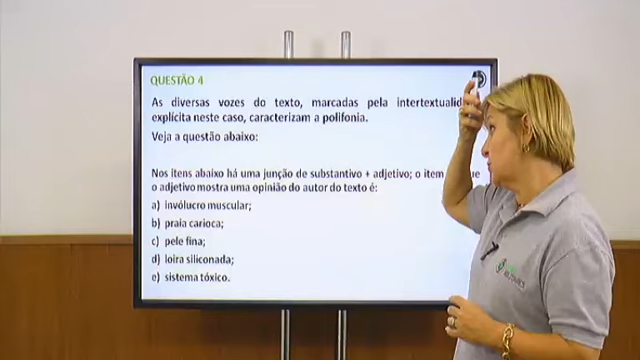 QUESTÃO 4
As diversas vozes do texto, marcadas pela
explícita neste caso, caracterizam a polifonia.
Veja a questão abaixo:
Nos itens abaixo há uma junção de substantivo + adjetivo; o item
o adjetivo mostra uma opinião do autor do texto é:
a) invólucro muscular;
b) praia carioca;
c) pele fina;
d) loira siliconada;
e) sistema tóxico.